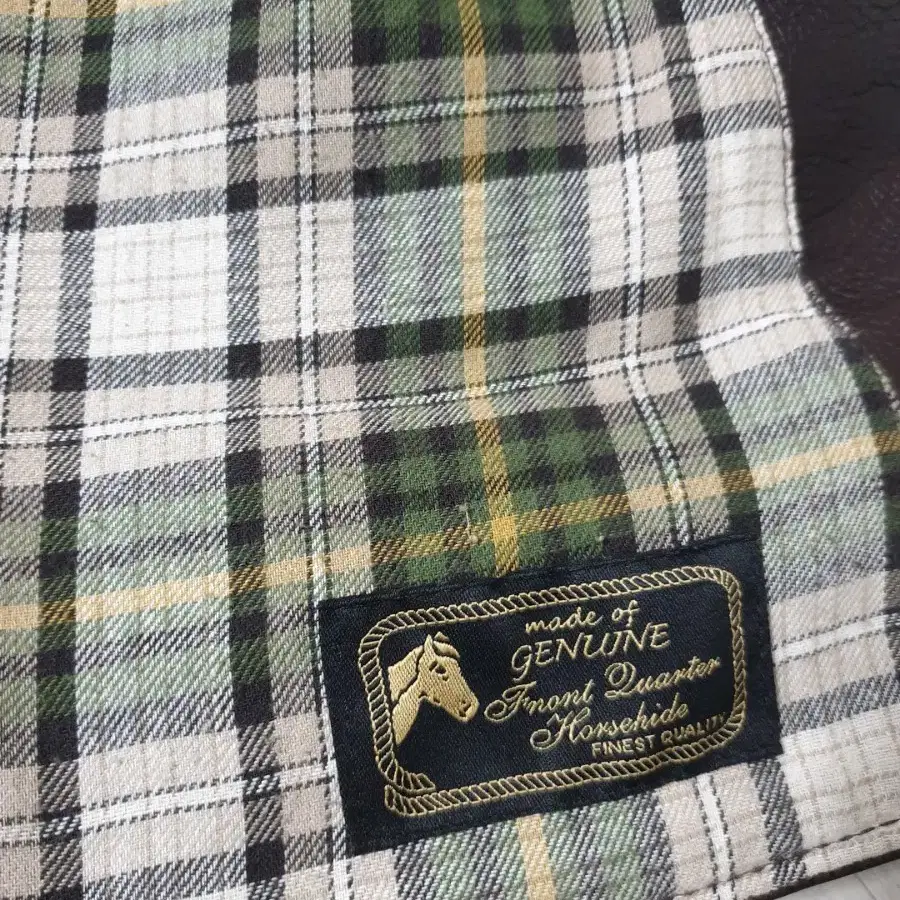 made of
GENUINE
Front Quarter
Horsehide
FINEST QUALITY